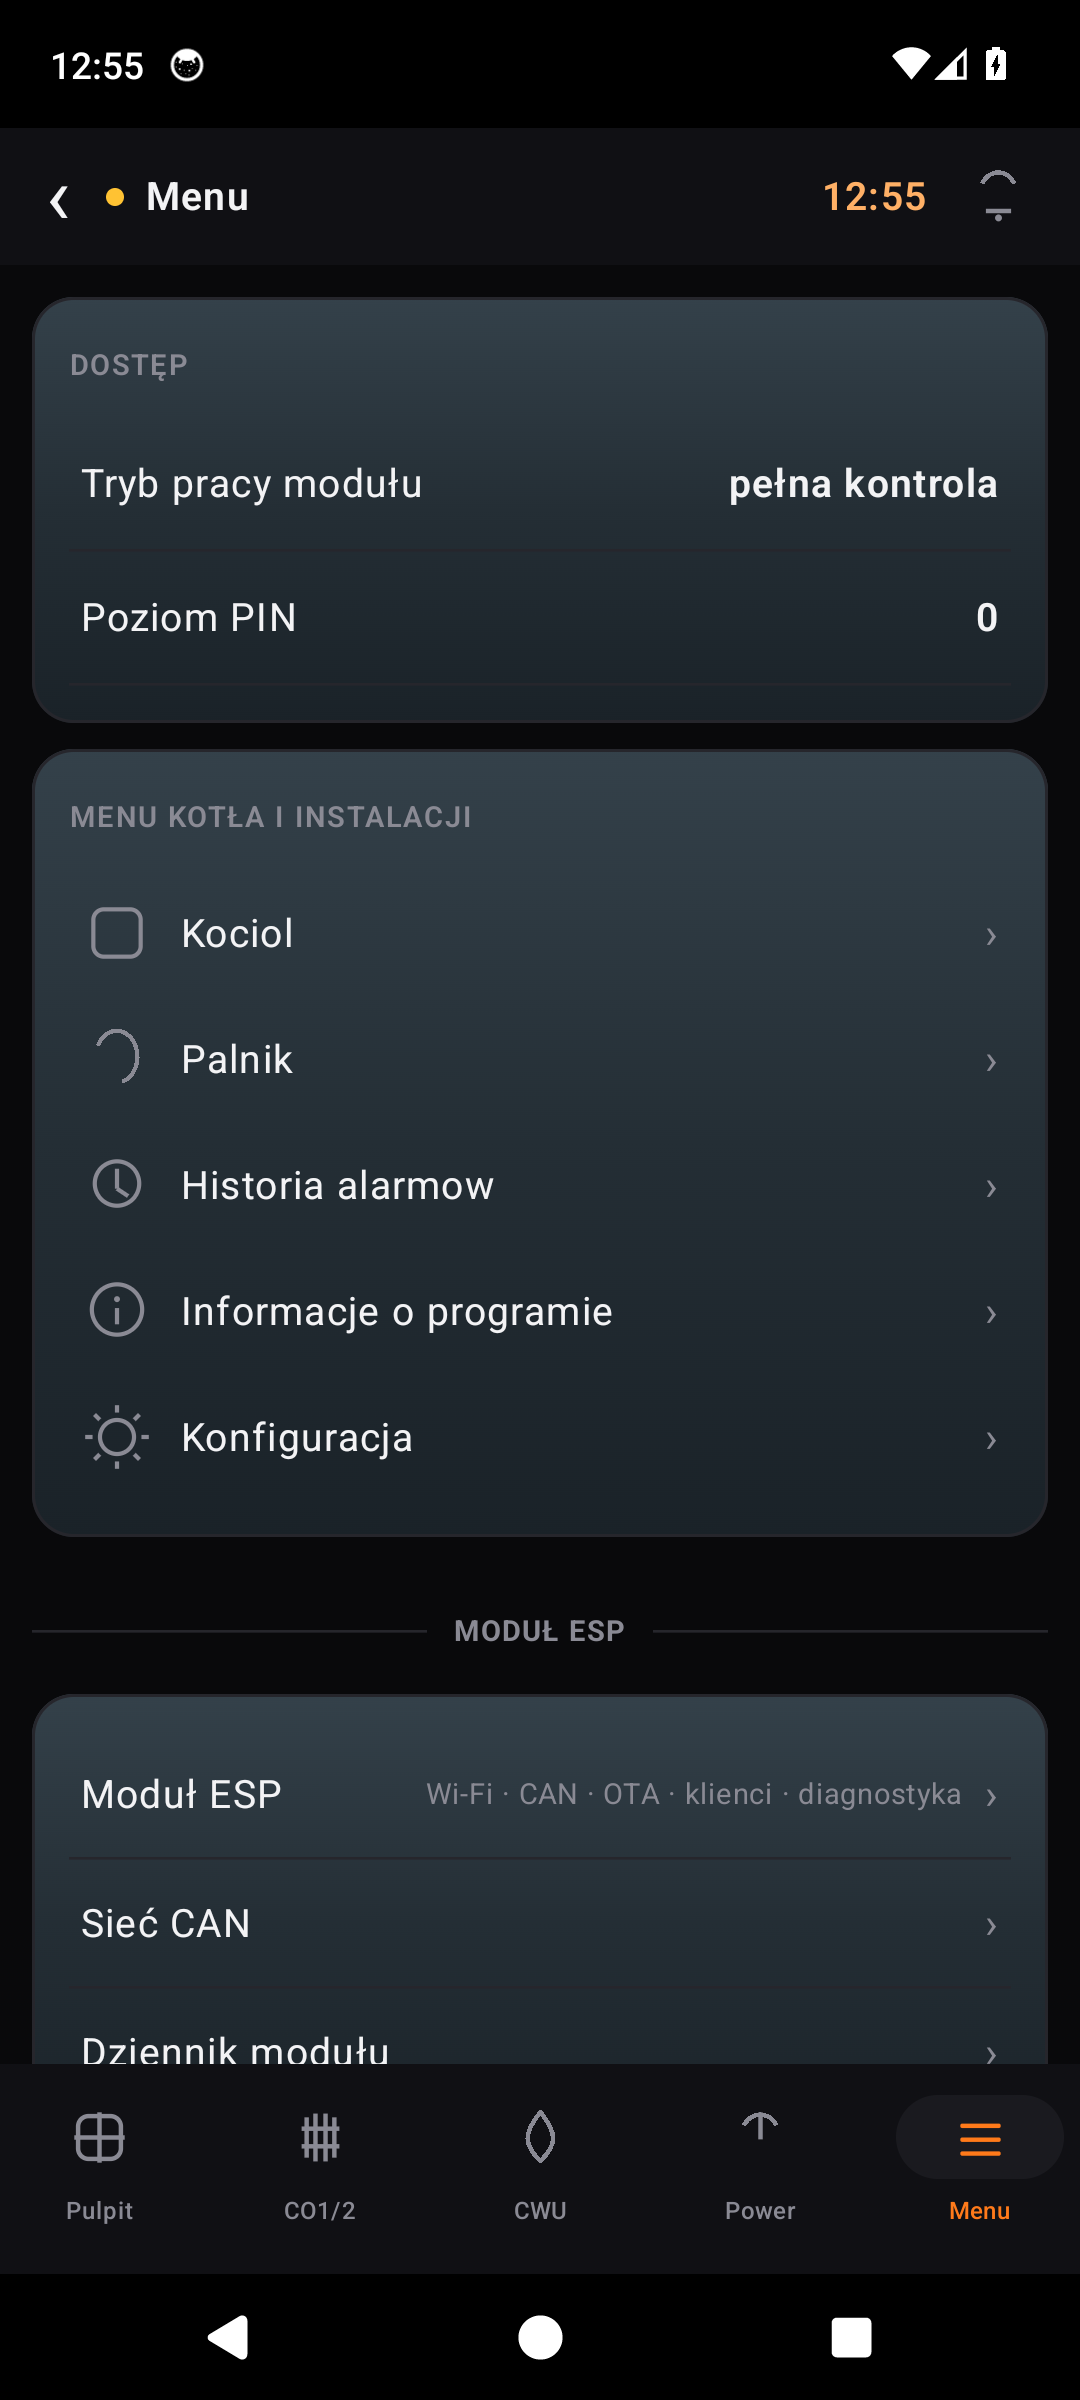 12:55
Menu
12:55
DOSTĘP
Tryb pracy modułu pełna kontrola
Poziom PIN 0
MENU KOTŁA I INSTALACJI
Kociol
Palnik
Historia alarmow
Informacje o programie
Konfiguracja
MODUŁ ESP
Moduł ESP Wi-Fi · CAN · OTA · klienci · diagnostyka
Sieć CAN
Dziennik modułu
Pulpit CO1/2 CWU Power Menu